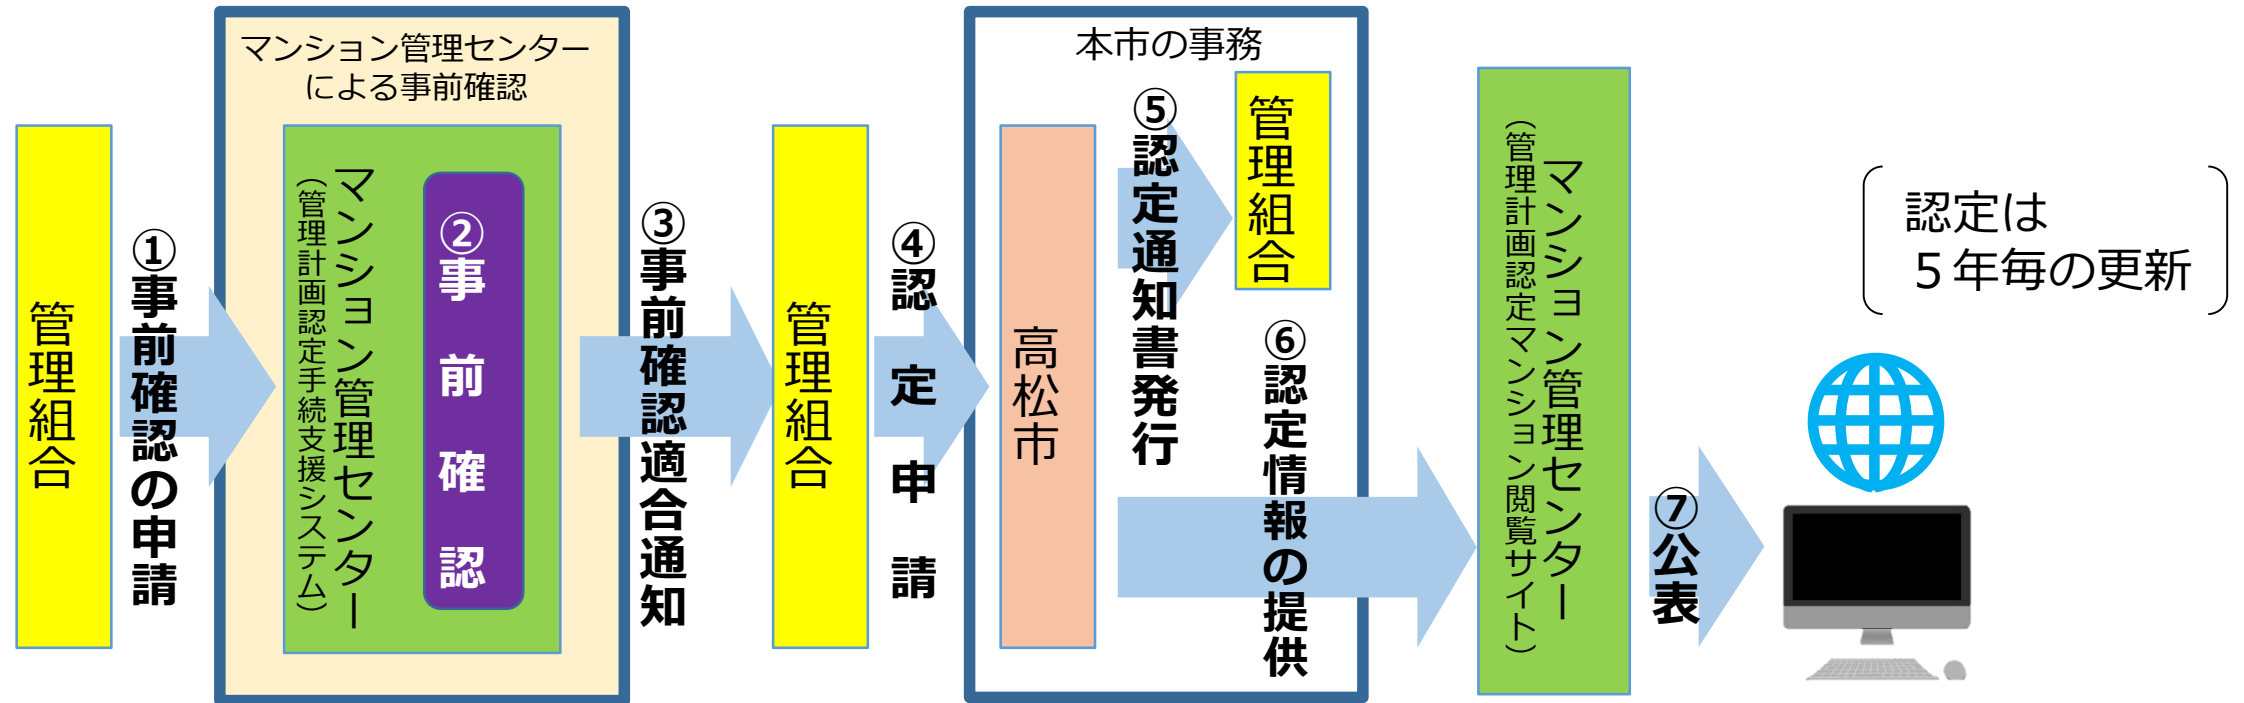 管理組合
①事前確認の申請
マンション管理センター
による事前確認
マンション管理センター
（管理計画認定手続支援システム）
②事前確認
③事前確認適合通知
管理組合
④認定申請
本市の事務
高松市
⑤認定通知書発行
管理組合
⑥認定情報の提供
マンション管理センター
（管理計画認定マンション閲覧サイト）
⑦公表
認定は
５年毎の更新